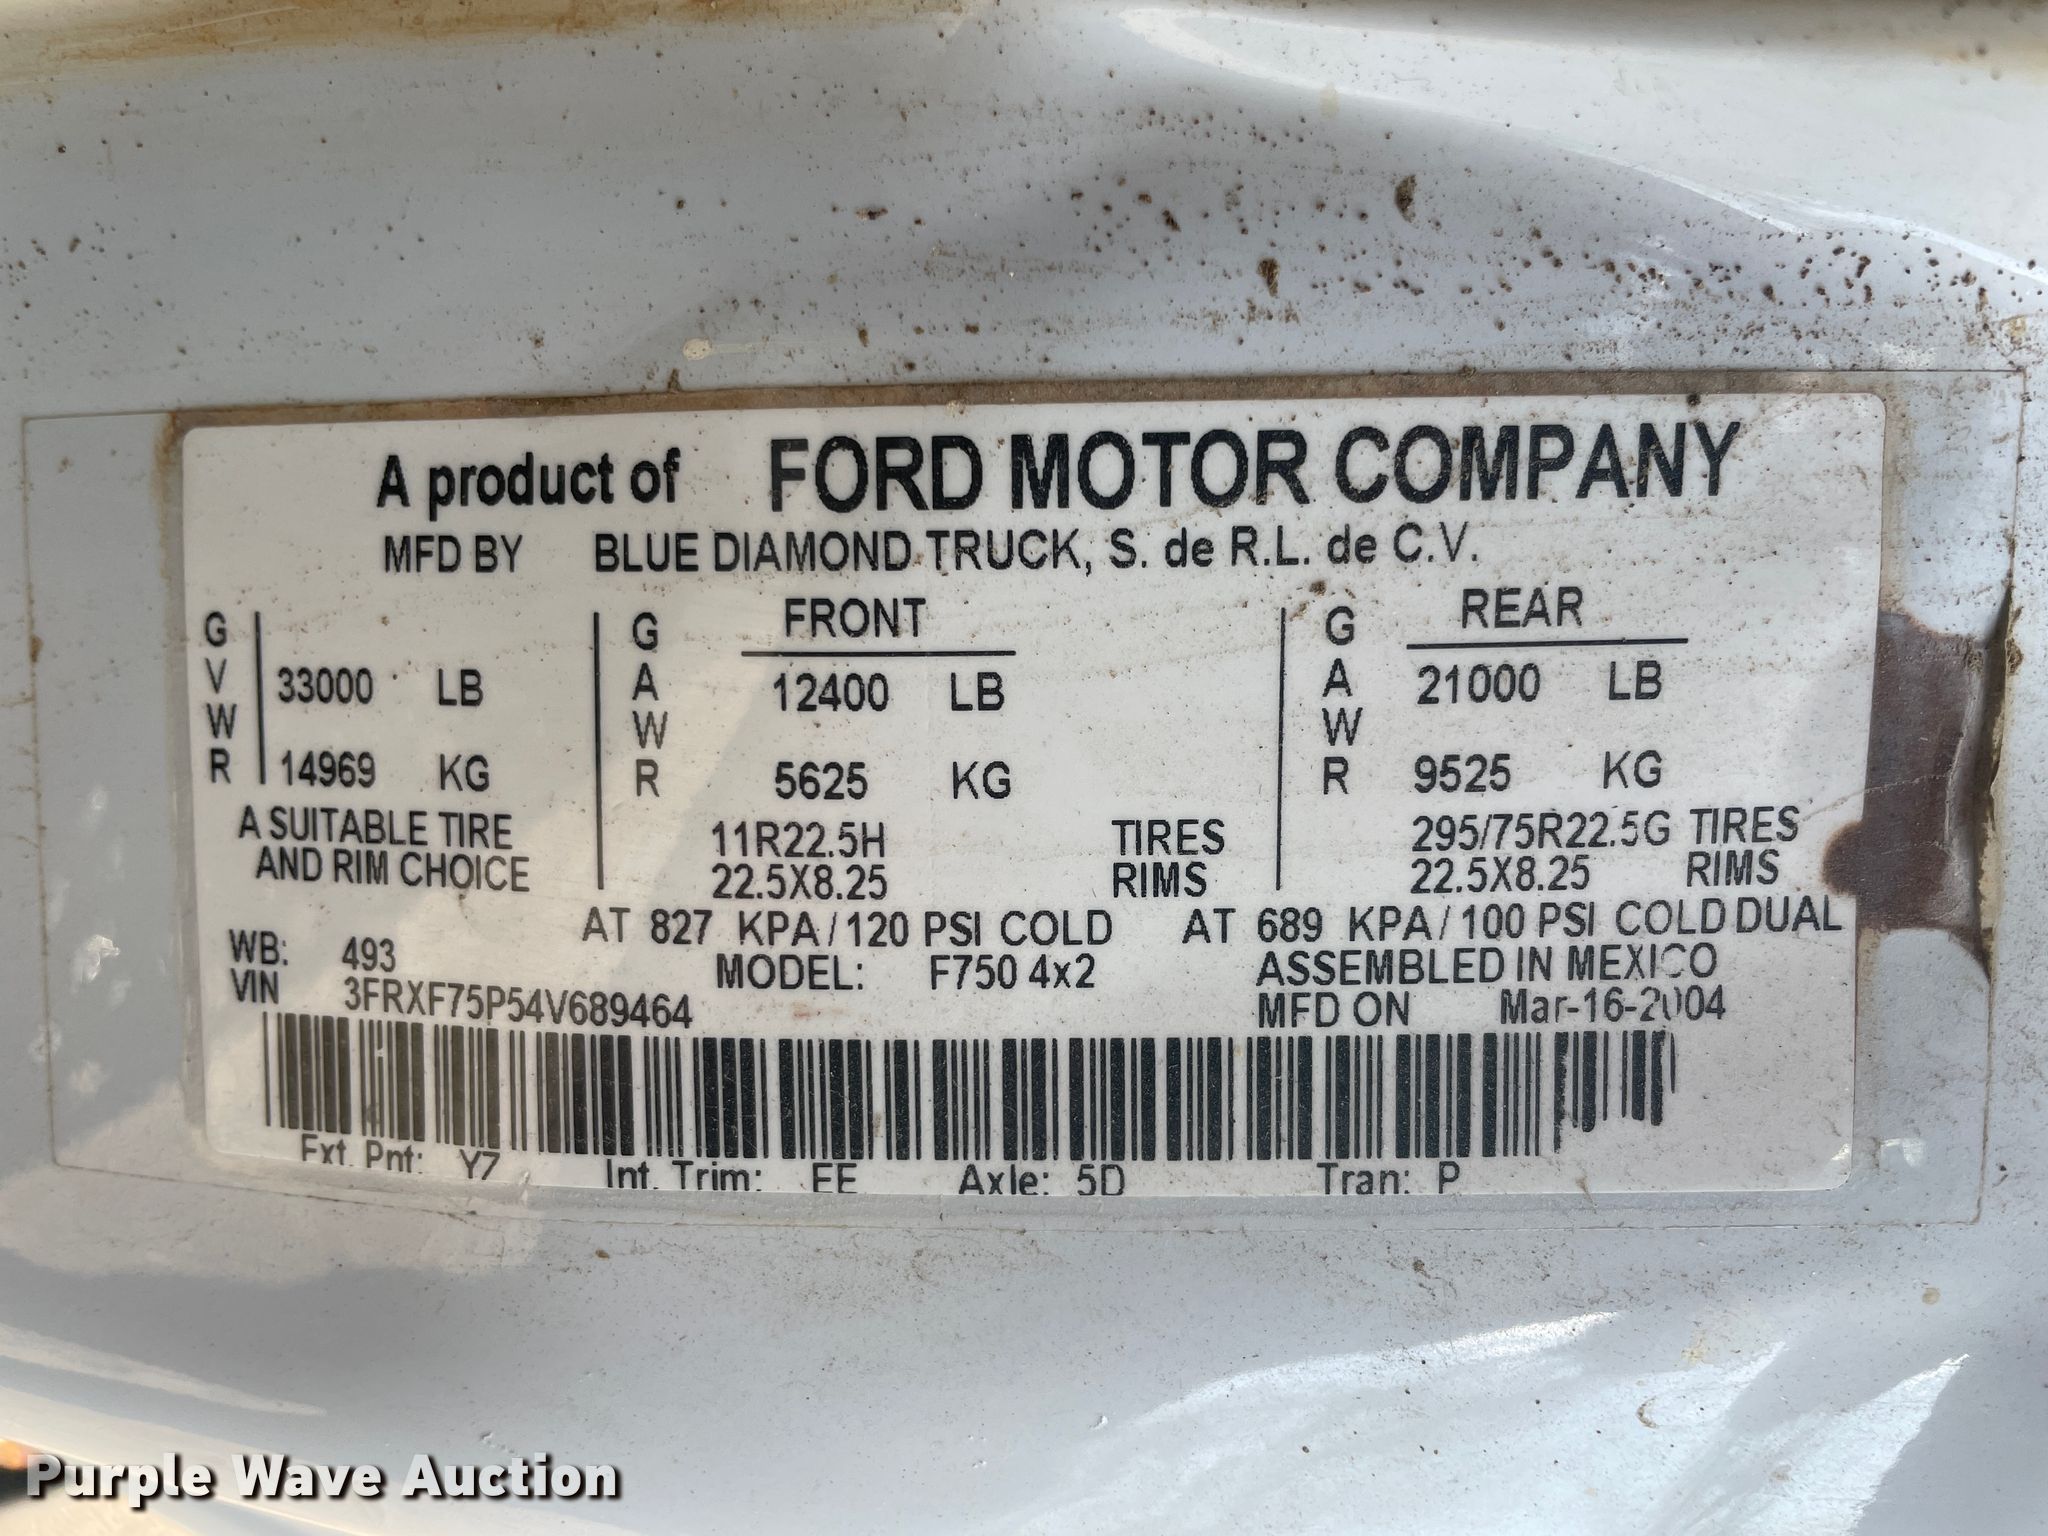 A product of FORD MOTOR COMPANY
MFD BY BLUE DIAMOND TRUCK, S. de R.L. de C.V.
GVWR 33000 LB GAWR FRONT 12400 LB GAWR REAR 21000 LB
14969 KG 5625 KG 9525 KG
A SUITABLE TIRE 11R22.5H TIRES 295/75R22.5G TIRES
AND RIM CHOICE 22.5X8.25 RIMS 22.5X8.25 RIMS
AT 827 KPA/120 PSI COLD AT 689 KPA/100 PSI COLD DUAL
WB: 493 MODEL: F750 4x2 ASSEMBLED IN MEXICO
VIN 3FRXF75P54V689464 MFD ON Mar-16-2004
Ext. Pnt: Y7 Int. Trim: EE Axle: 5D Tran: P
Purple Wave Auction